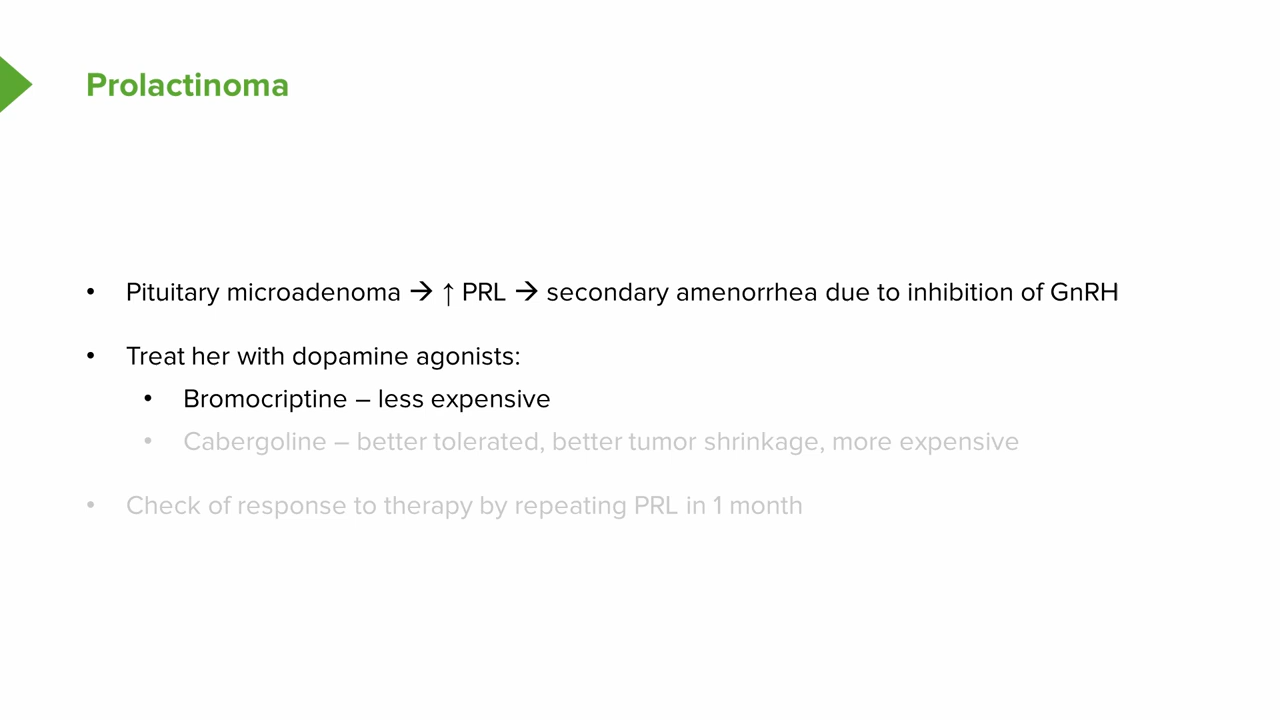 Prolactinoma
• Pituitary microadenoma → ↑ PRL → secondary amenorrhea due to inhibition of GnRH
• Treat her with dopamine agonists:
• Bromocriptine – less expensive
• Cabergoline – better tolerated, better tumor shrinkage, more expensive
• Check of response to therapy by repeating PRL in 1 month